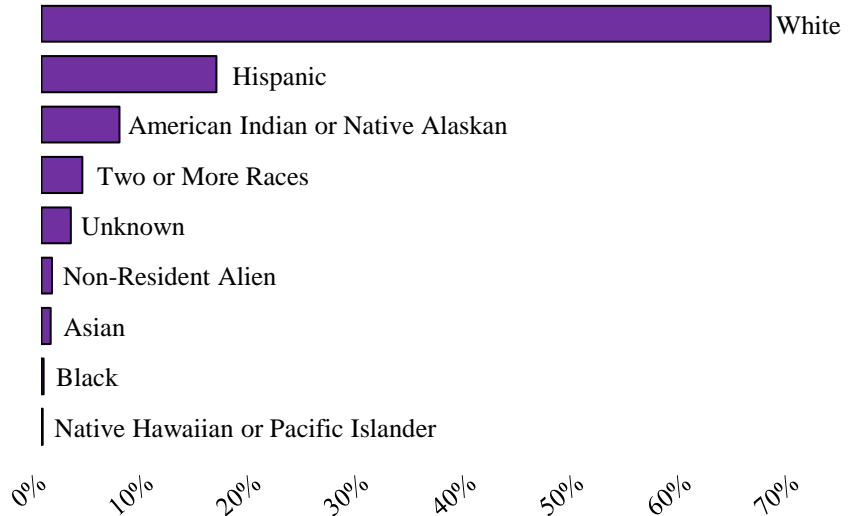 White
Hispanic
American Indian or Native Alaskan
Two or More Races
Unknown
Non-Resident Alien
Asian
Black
Native Hawaiian or Pacific Islander
0% 10% 20% 30% 40% 50% 60% 70%